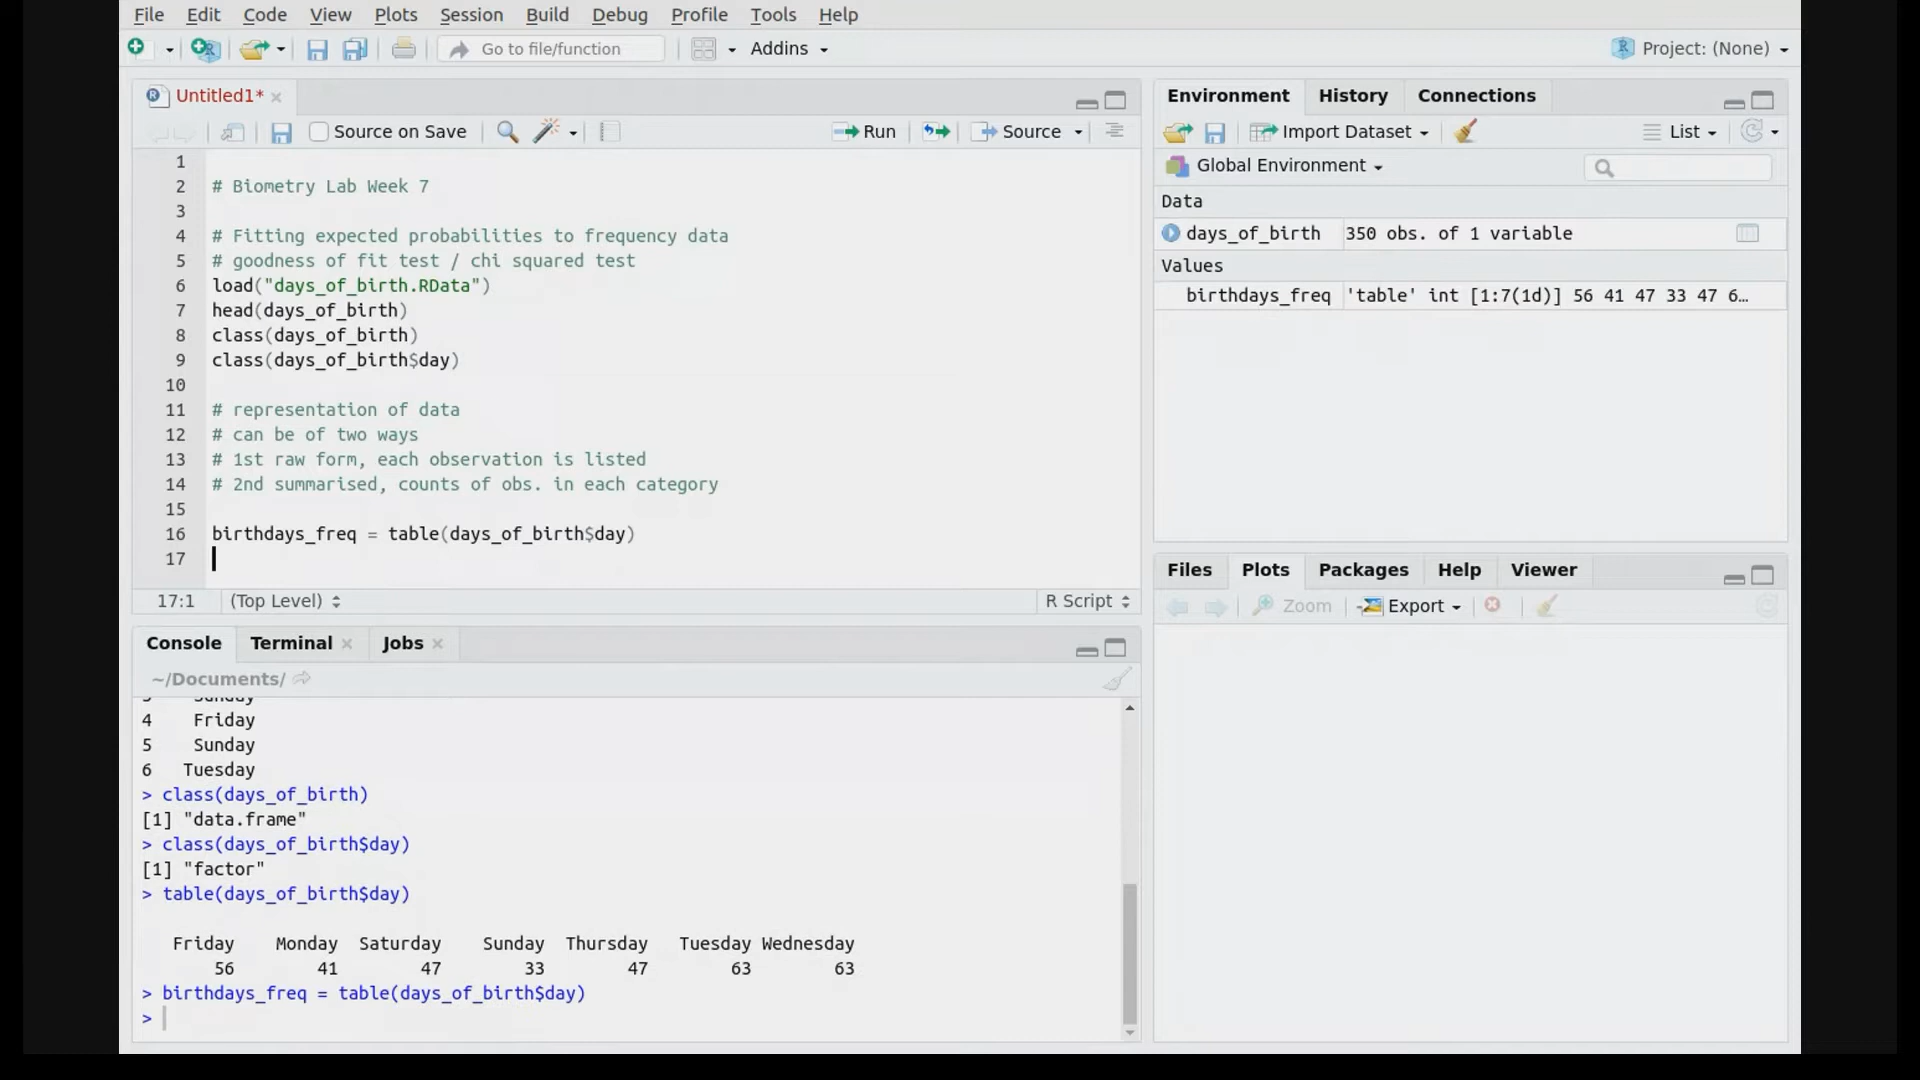 File Edit Code View Plots Session Build Debug Profile Tools Help
Go to file/function Addins Project: (None)
Untitled1*
Source on Save Run Source
1
2 # Biometry Lab Week 7
3
4 # Fitting expected probabilities to frequency data
5 # goodness of fit test / chi squared test
6 load("days_of_birth.RData")
7 head(days_of_birth)
8 class(days_of_birth)
9 class(days_of_birth$day)
10
11 # representation of data
12 # can be of two ways
13 # 1st raw form, each observation is listed
14 # 2nd summarised, counts of obs. in each category
15
16 birthdays_freq = table(days_of_birth$day)
17
17:1 (Top Level) R Script
Console Terminal Jobs
~/Documents/
4 Friday
5 Sunday
6 Tuesday
> class(days_of_birth)
[1] "data.frame"
> class(days_of_birth$day)
[1] "factor"
> table(days_of_birth$day)
Friday Monday Saturday Sunday Thursday Tuesday Wednesday
56 41 47 33 47 63 63
> birthdays_freq = table(days_of_birth$day)
>
Environment History Connections
Import Dataset List
Global Environment
Data
days_of_birth 350 obs. of 1 variable
Values
birthdays_freq 'table' int [1:7(1d)] 56 41 47 33 47 6…
Files Plots Packages Help Viewer
Zoom Export